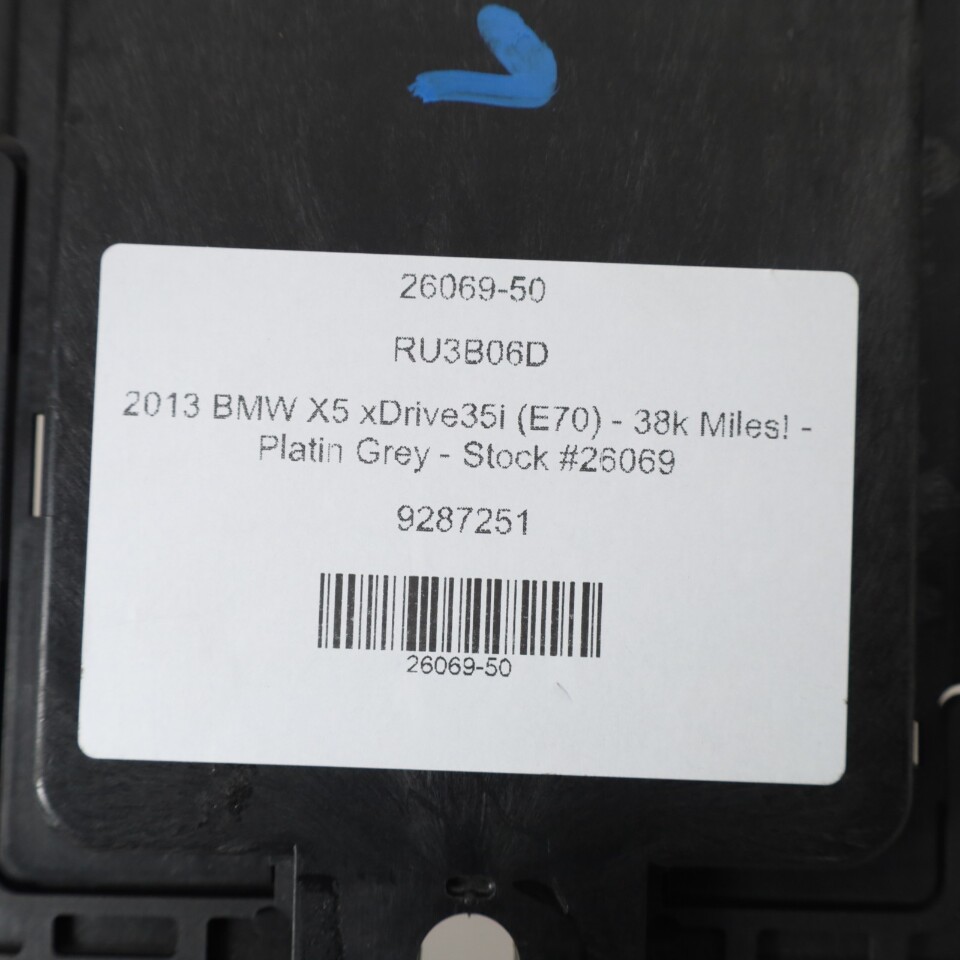 26069-50
RU3B06D
2013 BMW X5 xDrive35i (E70) - 38k Miles! -
Platin Grey - Stock #26069
9287251
26069-50